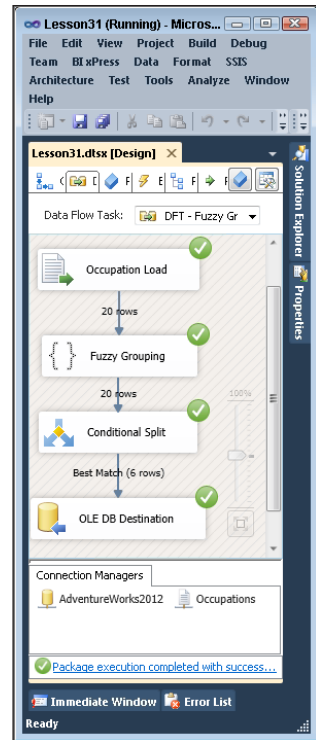 Lesson31 (Running) - Micros...
File Edit View Project Build Debug
Team BI xPress Data Format SSIS
Architecture Test Tools Analyze Window
Help
Lesson31.dtsx [Design]
Data Flow Task: DFT - Fuzzy Gr
Occupation Load
20 rows
Fuzzy Grouping
20 rows
100%
Conditional Split
Best Match (6 rows)
OLE DB Destination
Connection Managers
AdventureWorks2012 Occupations
Package execution completed with success...
Immediate Window Error List
Ready
Solution Explorer
Properties